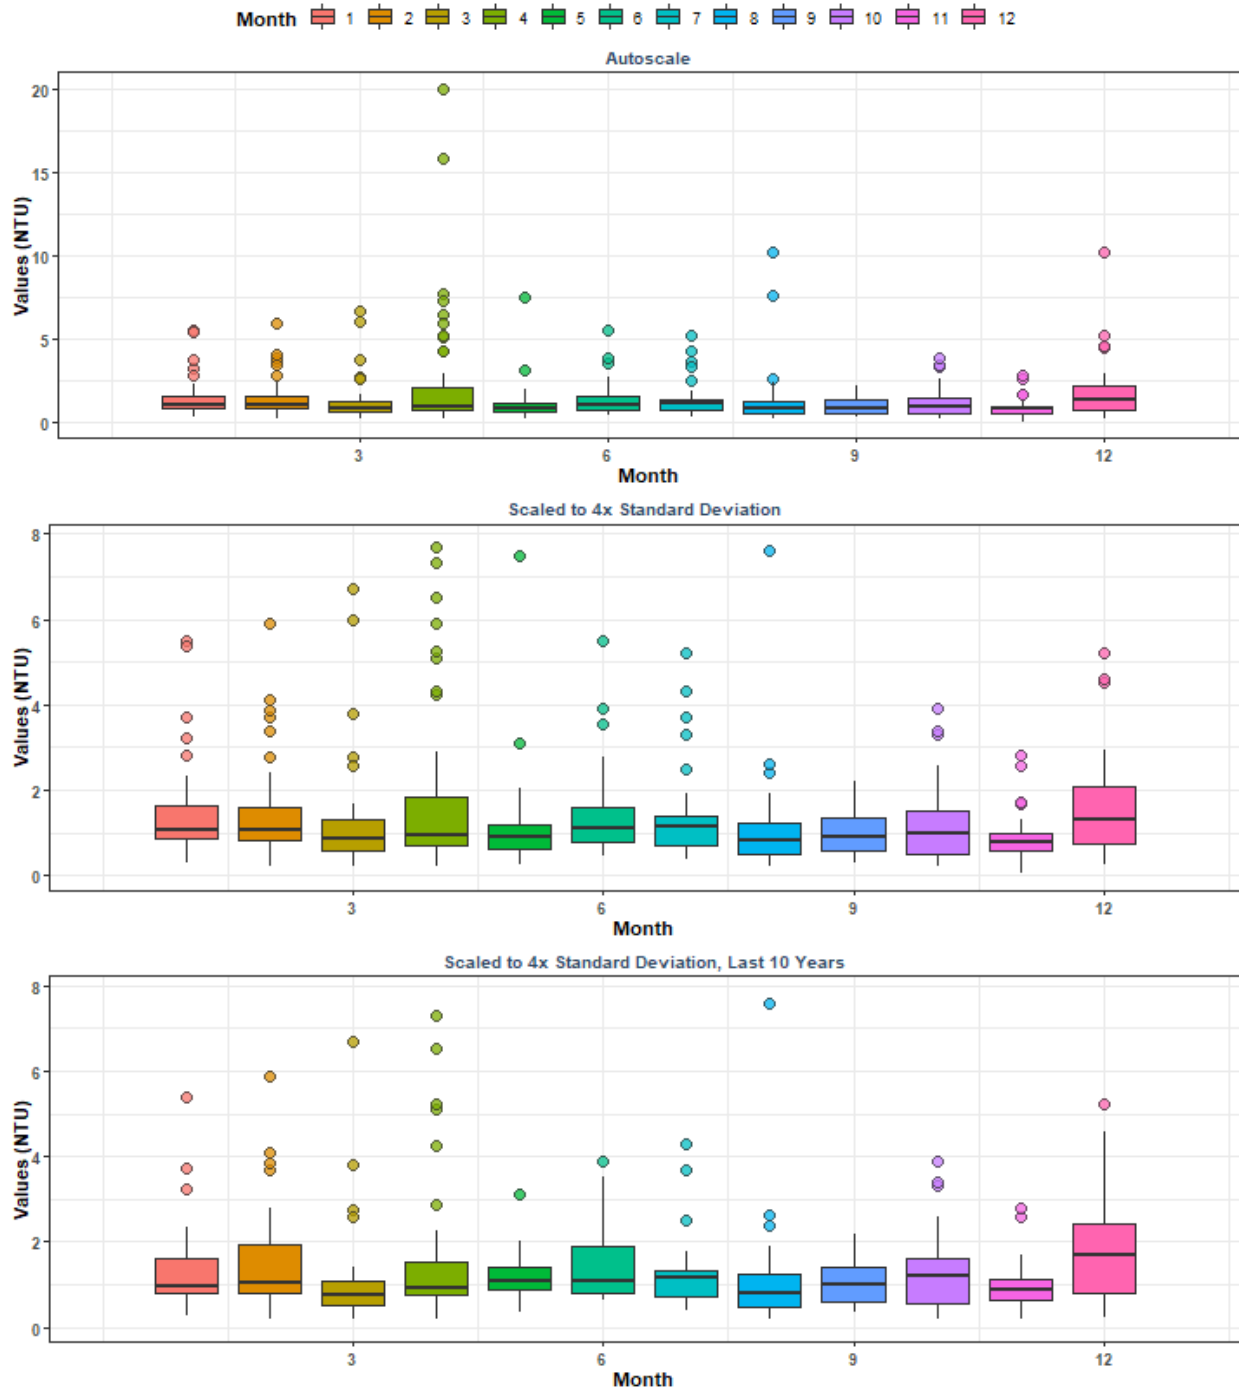 Month 1 2 3 4 5 6 7 8 9 10 11 12
Autoscale
Values (NTU)
20
15
10
5
0
3 6 9 12
Month
Scaled to 4x Standard Deviation
Values (NTU)
8
6
4
2
0
3 6 9 12
Month
Scaled to 4x Standard Deviation, Last 10 Years
Values (NTU)
8
6
4
2
0
3 6 9 12
Month